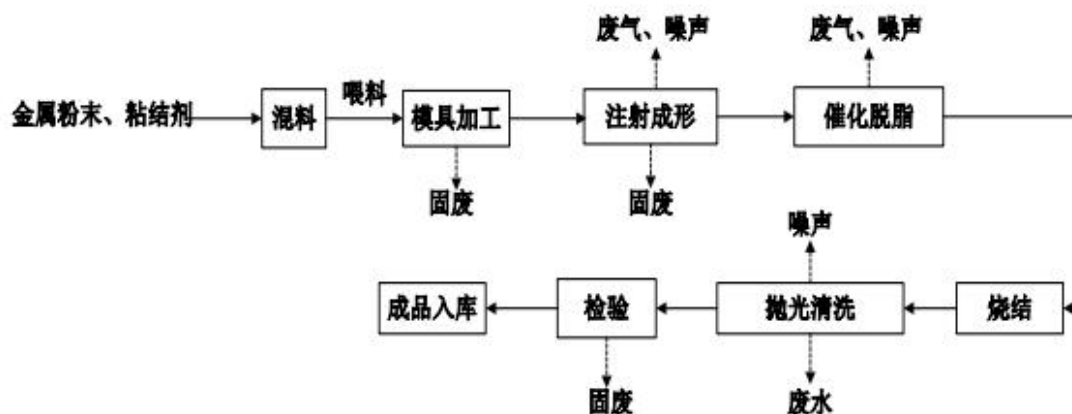 废气、噪声
废气、噪声
金属粉末、粘结剂
混料
喂料
模具加工
注射成形
催化脱脂
固废
固废
噪声
成品入库
检验
抛光清洗
烧结
固废
废水